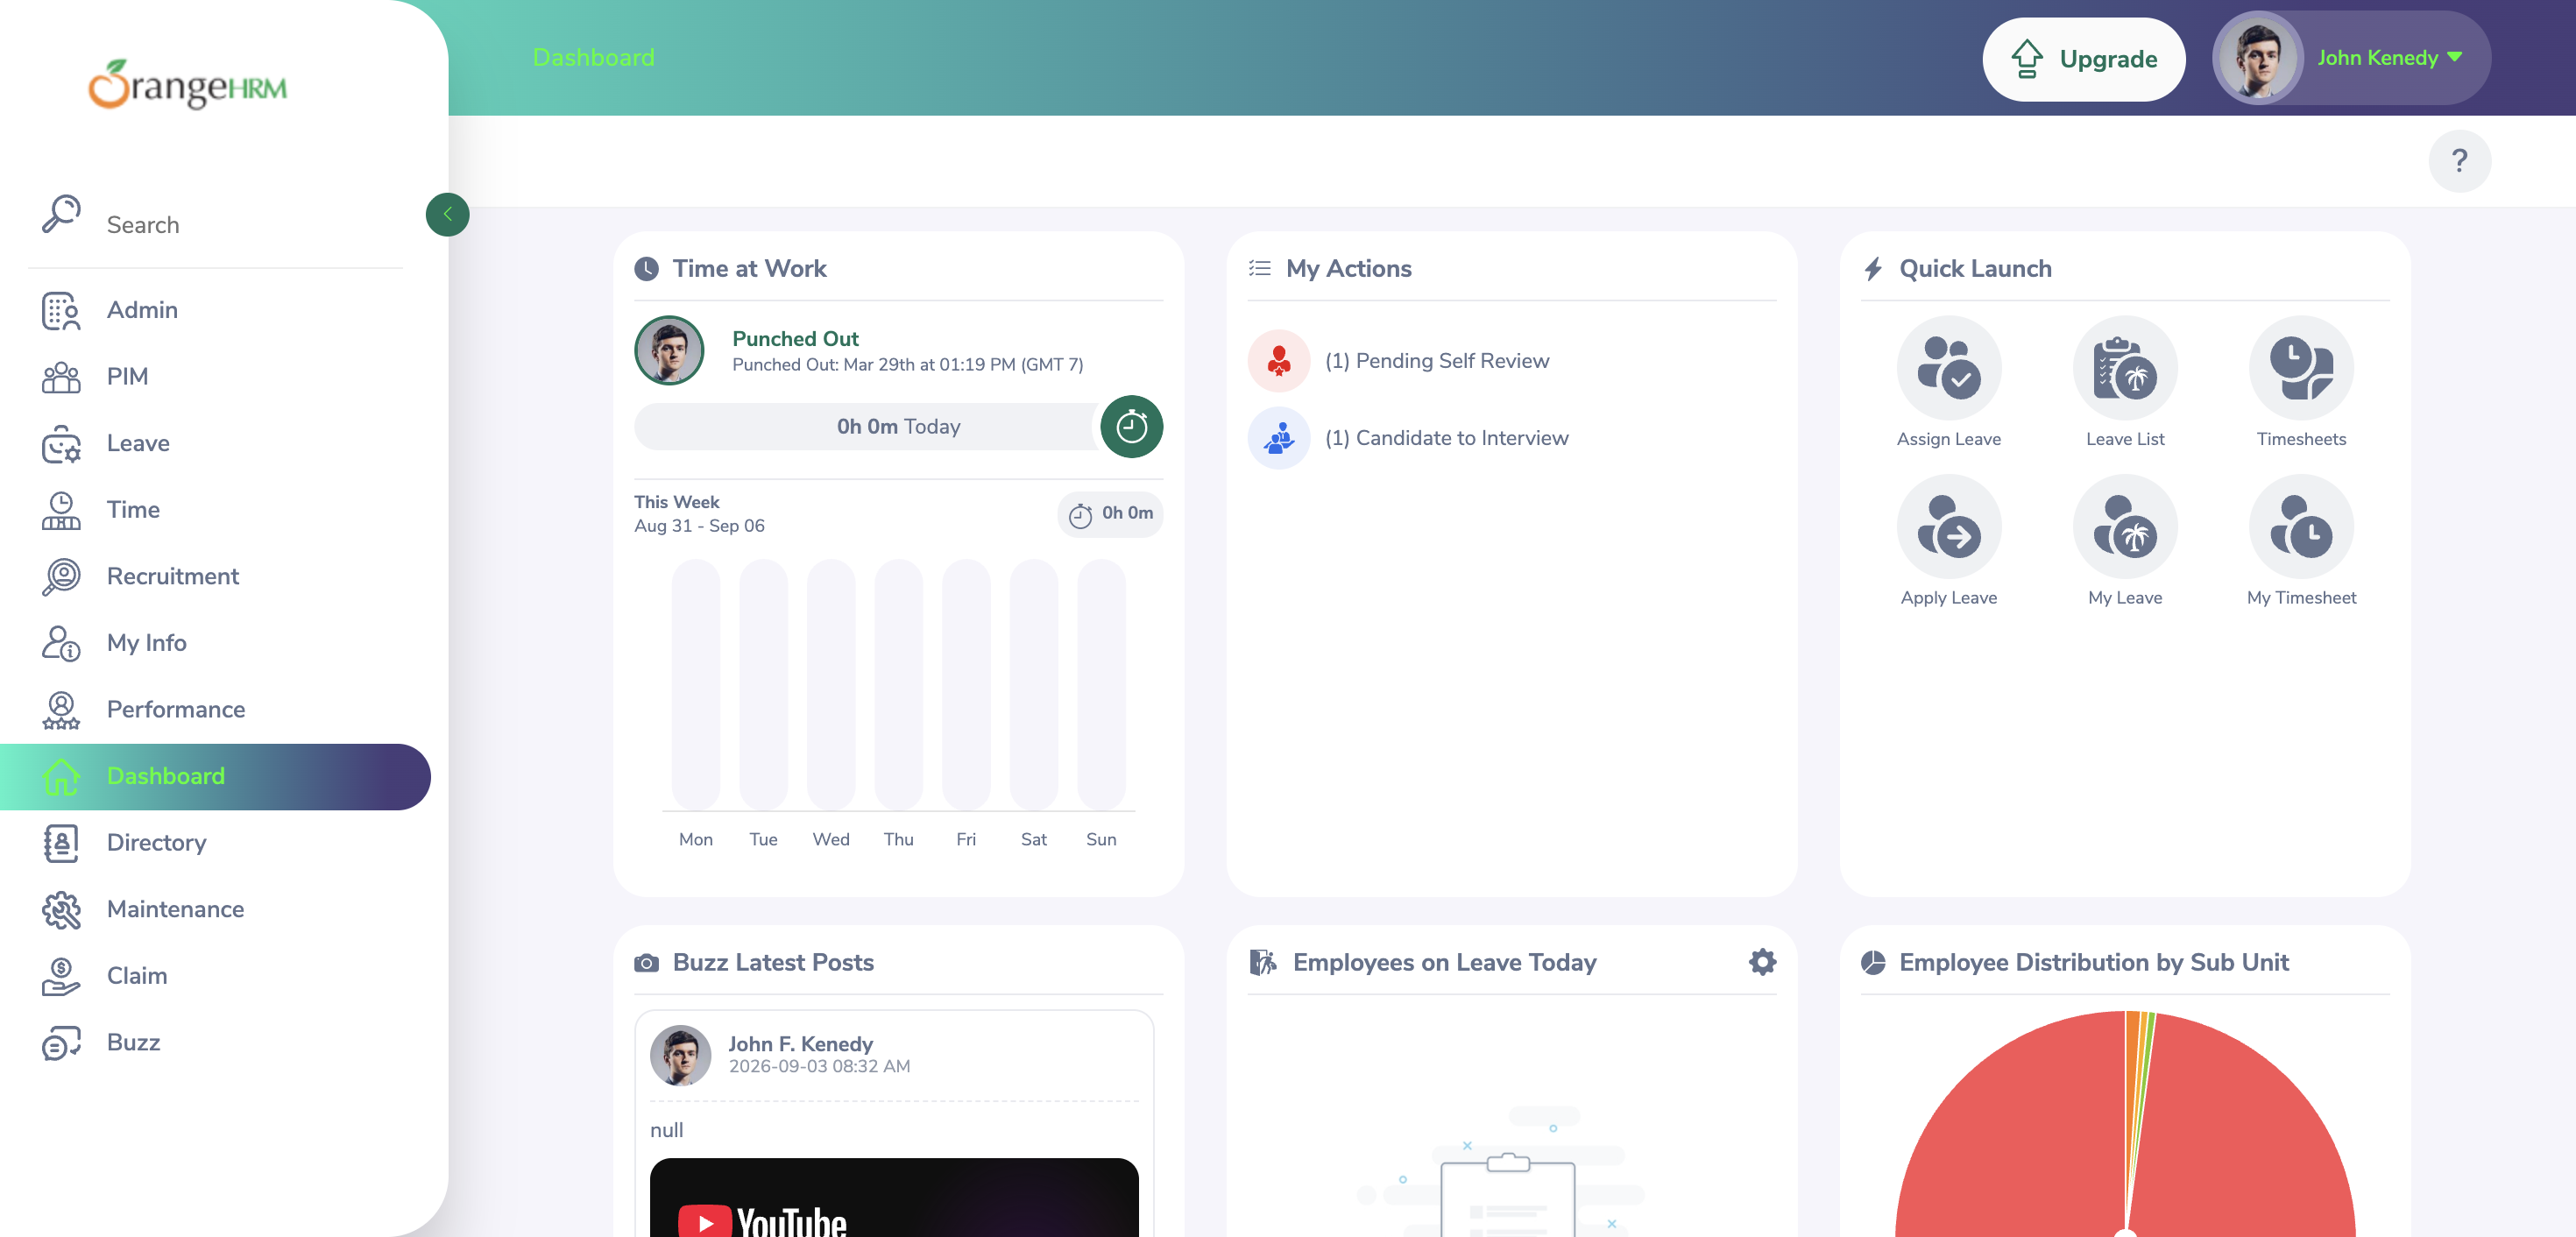 OrangeHRM
Search
Admin
PIM
Leave
Time
Recruitment
My Info
Performance
Dashboard
Directory
Maintenance
Claim
Buzz
Dashboard
Upgrade
John Kenedy
?
Time at Work
Punched Out
Punched Out: Mar 29th at 01:19 PM (GMT 7)
0h 0m Today
This Week
Aug 31 - Sep 06
0h 0m
Mon Tue Wed Thu Fri Sat Sun
My Actions
(1) Pending Self Review
(1) Candidate to Interview
Quick Launch
Assign Leave Leave List Timesheets
Apply Leave My Leave My Timesheet
Buzz Latest Posts
John F. Kenedy
2026-09-03 08:32 AM
null
YouTube
Employees on Leave Today
Employee Distribution by Sub Unit